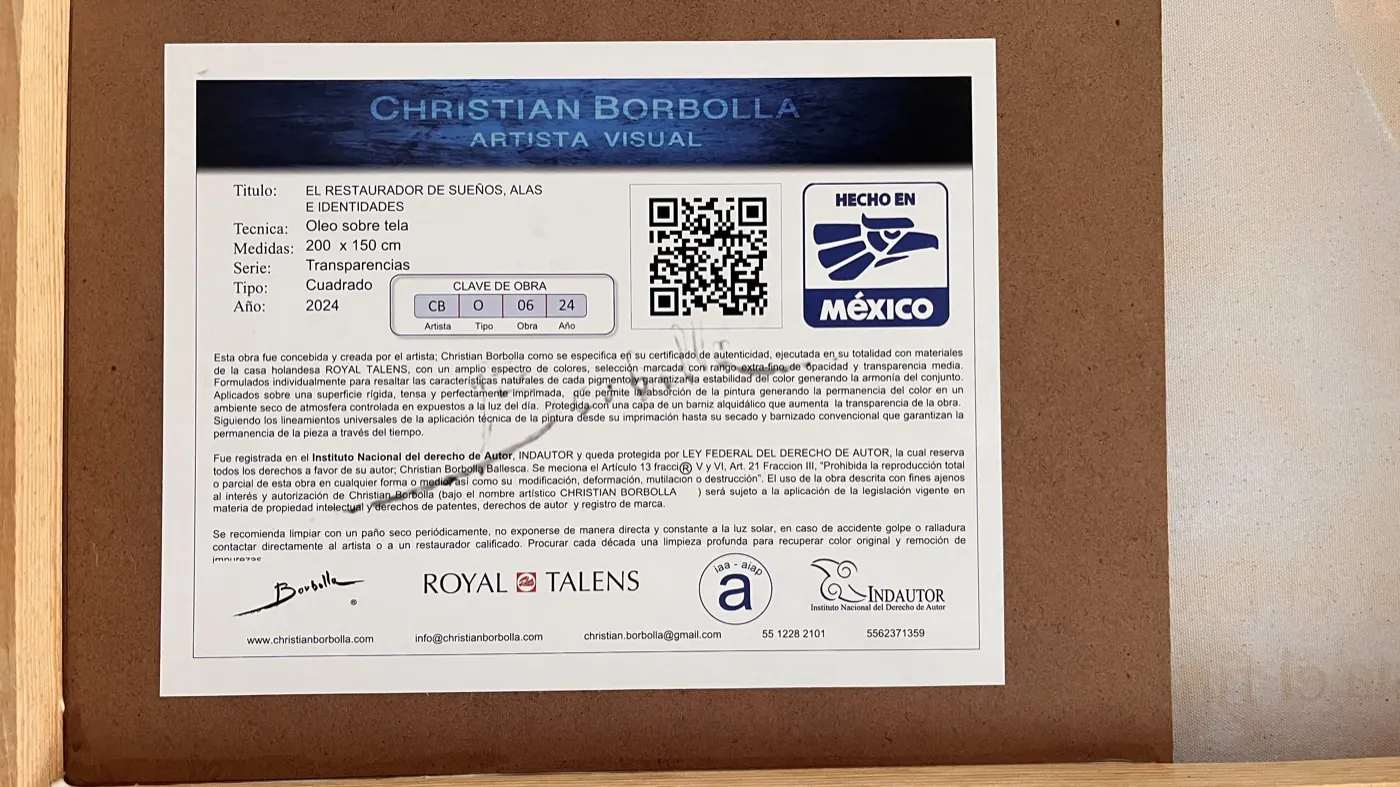 CHRISTIAN BORBOLLA
ARTISTA VISUAL
Titulo: EL RESTAURADOR DE SUEÑOS, ALAS
E IDENTIDADES
Tecnica: Oleo sobre tela
Medidas: 200 x 150 cm
Serie: Transparencias
Tipo: Cuadrado
Año: 2024
CLAVE DE OBRA
CB O 06 24
Artista Tipo Obra Año
HECHO EN
MéXICO
Esta obra fue concebida y creada por el artista; Christian Borbolla como se especifica en su certificado de autenticidad, ejecutada en su totalidad con materiales
de la casa holandesa ROYAL TALENS, con un amplio espectro de colores, selección marcada con rango extra-fino de opacidad y transparencia media.
Formulados individualmente para resaltar las características naturales de cada pigmento y garantizan la estabilidad del color generando la armonía del conjunto.
Aplicados sobre una superficie rígida, tensa y perfectamente imprimada, que permite la absorción de la pintura generando la permanencia del color en un
ambiente seco de atmosfera controlada en expuestos a la luz del día. Protegida con una capa de un barniz alquidálico que aumenta la transparencia de la obra.
Siguiendo los lineamientos universales de la aplicación técnica de la pintura desde su imprimación hasta su secado y barnizado convencional que garantizan la
permanencia de la pieza a través del tiempo.
Fue registrada en el Instituto Nacional del derecho de Autor, INDAUTOR y queda protegida por LEY FEDERAL DEL DERECHO DE AUTOR, la cual reserva
todos los derechos a favor de su autor; Christian Borbolla Ballesca. Se meciona el Artículo 13 fracci® V y VI, Art. 21 Fraccion III, "Prohibida la reproducción total
o parcial de esta obra en cualquier forma o medio, así como su modificación, deformación, mutilación o destrucción". El uso de la obra descrita con fines ajenos
al interés y autorización de Christian Borbolla (bajo el nombre artístico CHRISTIAN BORBOLLA ) será sujeto a la aplicación de la legislación vigente en
materia de propiedad intelectual y derechos de patentes, derechos de autor y registro de marca.
Se recomienda limpiar con un paño seco periódicamente, no exponerse de manera directa y constante a la luz solar, en caso de accidente golpe o ralladura
contactar directamente al artista o a un restaurador calificado. Procurar cada década una limpieza profunda para recuperar color original y remoción de
Borbolla ®
ROYAL TALENS
iaa - aiap
a
INDAUTOR
Instituto Nacional del Derecho de Autor
www.christianborbolla.com info@christianborbolla.com christian.borbolla@gmail.com 55 1228 2101 5562371359